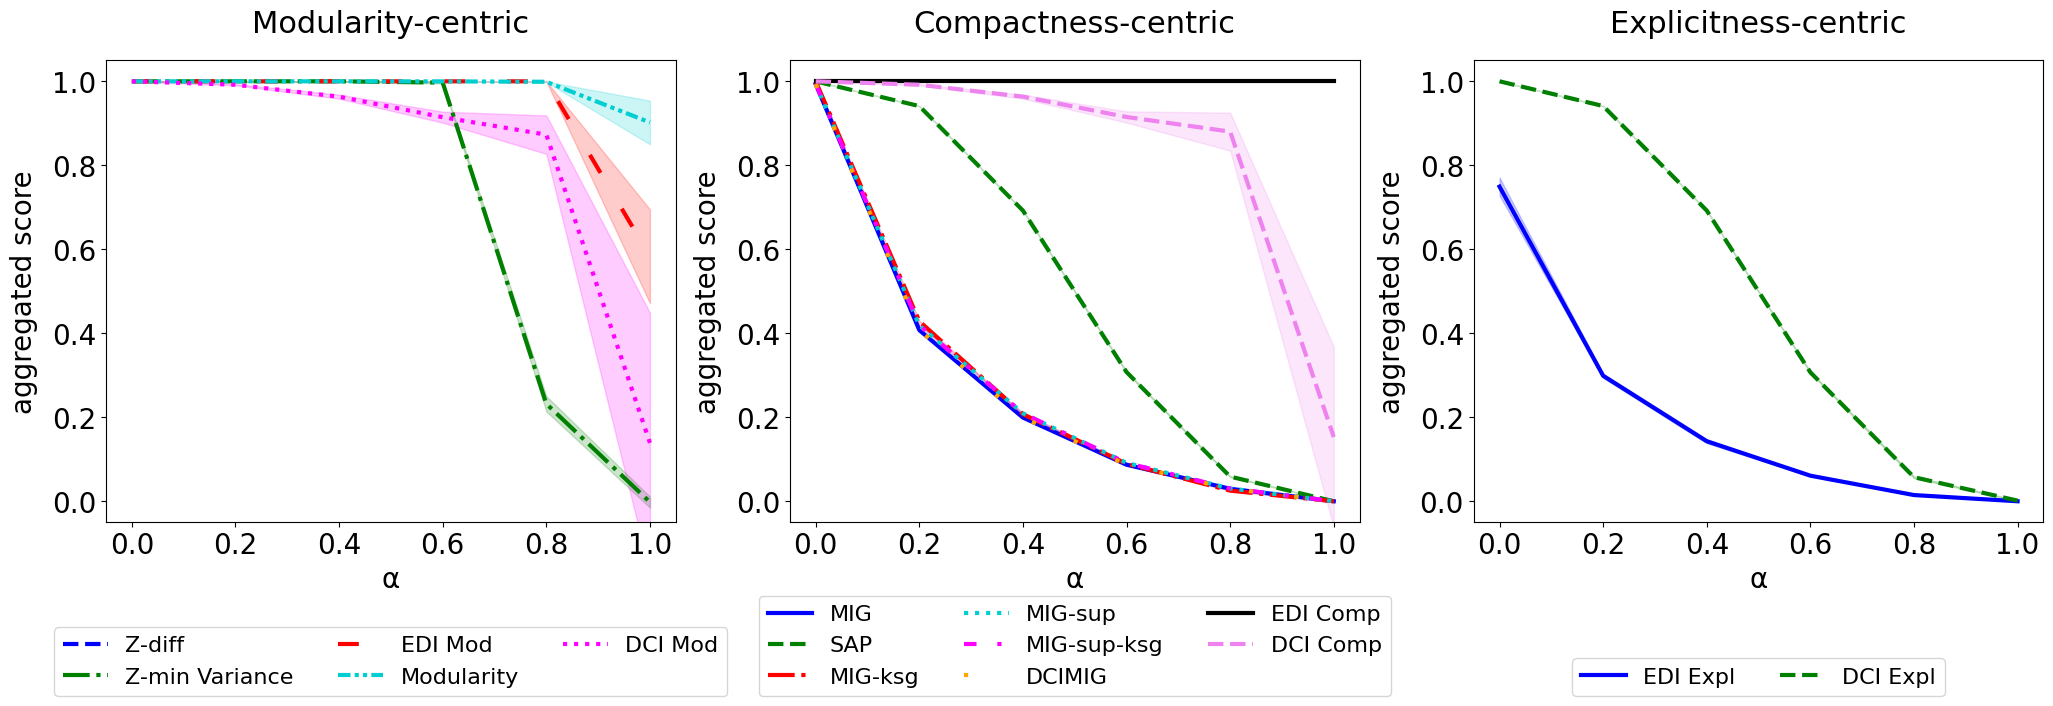 Modularity-centric
Compactness-centric
Explicitness-centric
aggregated score
1.0
0.8
0.6
0.4
0.2
0.0
0.0 0.2 0.4 0.6 0.8 1.0
α
aggregated score
1.0
0.8
0.6
0.4
0.2
0.0
0.0 0.2 0.4 0.6 0.8 1.0
α
aggregated score
1.0
0.8
0.6
0.4
0.2
0.0
0.0 0.2 0.4 0.6 0.8 1.0
α
Z-diff
Z-min Variance
EDI Mod
Modularity
DCI Mod
MIG
SAP
MIG-ksg
MIG-sup
MIG-sup-ksg
DCIMIG
EDI Comp
DCI Comp
EDI Expl
DCI Expl